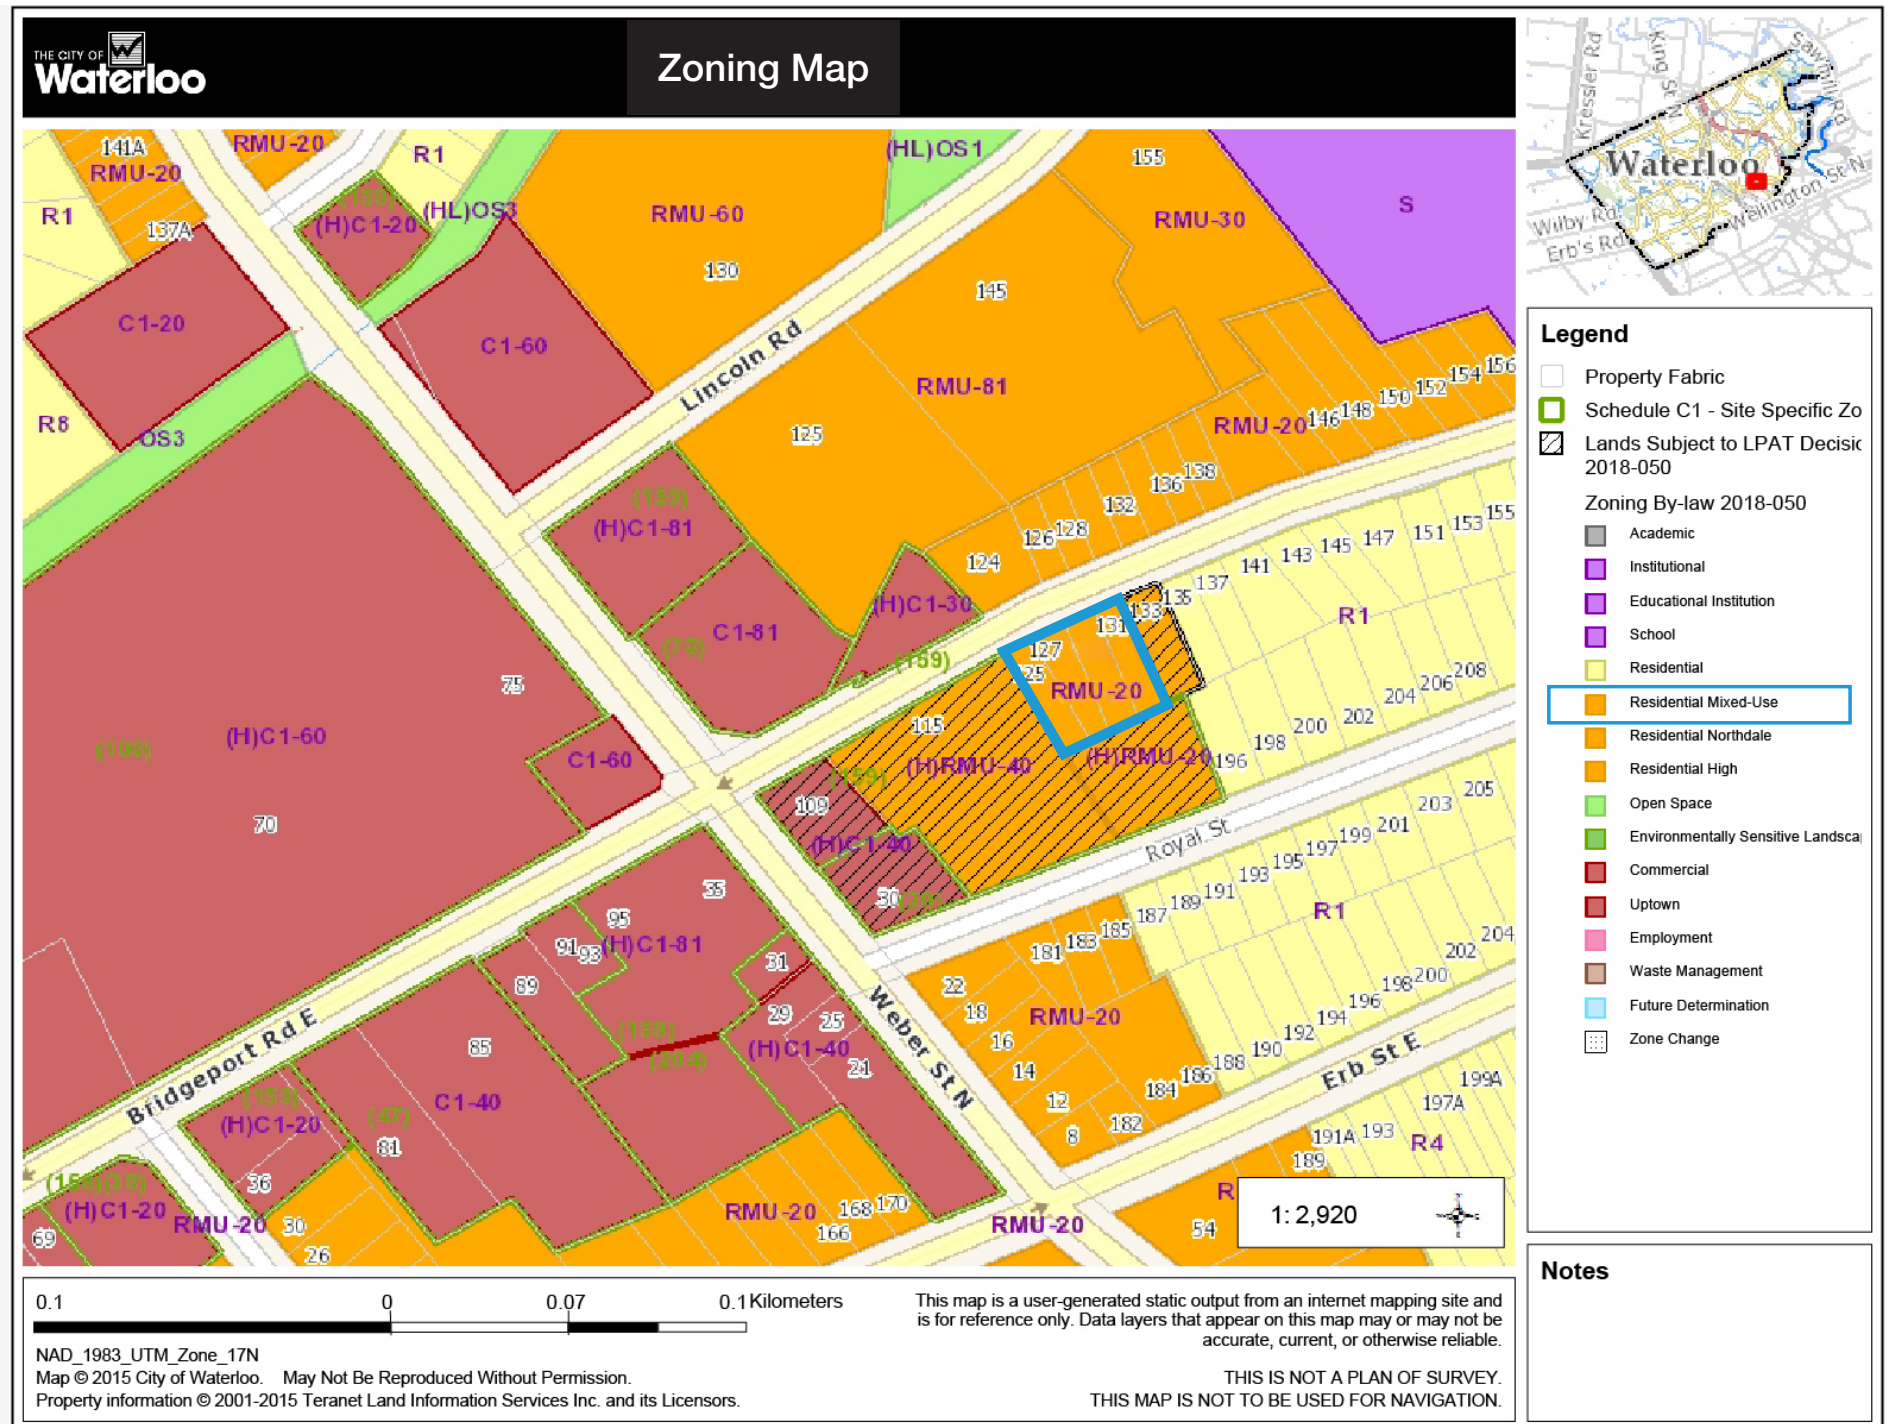 THE CITY OF
Waterloo
Zoning Map
Kressler Rd
King St N
Sawmill Rd
Waterloo
Wellington St N
Wilby Rd
Erb's Rd
141A
RMU-20
RMU-20
R1
(HL)OS1
155
R1
137A
(H)C1-20
(HL)OS3
RMU-60
130
RMU-30
S
C1-20
C1-60
145
Lincoln Rd
RMU-81
R8
OS3
125
RMU-20
146
148
150
152
154
156
(159)
(H)C1-81
124
126
128
132
136
138
(H)C1-30
C1-81
(78)
(159)
141
143
145
147
151
153
155
137
135
133
131
127
25
RMU-20
R1
75
(H)C1-60
C1-60
70
115
(H)RMU-40
(H)RMU-20
(159)
109
(H)C1-40
30
196
198
200
202
204
206
208
Royal St
35
95
91
93
(H)C1-81
31
89
29
25
(H)C1-40
21
(159)
(204)
85
C1-40
(47)
81
Bridgeport Rd E
Weber St N
22
18
16
14
12
8
RMU-20
181
183
185
187
189
191
193
195
197
199
201
203
205
R1
182
184
186
188
190
192
194
196
198
200
202
204
Erb St E
199A
197A
191A
193
189
R4
R
54
(159)
(H)C1-20
36
(H)C1-20
69
RMU-20
30
26
RMU-20
168
170
166
RMU-20
1: 2,920
Legend
Property Fabric
Schedule C1 - Site Specific Zo
Lands Subject to LPAT Decisic
2018-050
Zoning By-law 2018-050
Academic
Institutional
Educational Institution
School
Residential
Residential Mixed-Use
Residential Northdale
Residential High
Open Space
Environmentally Sensitive Landsca
Commercial
Uptown
Employment
Waste Management
Future Determination
Zone Change
Notes
0.1
0
0.07
0.1 Kilometers
NAD_1983_UTM_Zone_17N
Map © 2015 City of Waterloo. May Not Be Reproduced Without Permission.
Property information © 2001-2015 Teranet Land Information Services Inc. and its Licensors.
This map is a user-generated static output from an internet mapping site and
is for reference only. Data layers that appear on this map may or may not be
accurate, current, or otherwise reliable.
THIS IS NOT A PLAN OF SURVEY.
THIS MAP IS NOT TO BE USED FOR NAVIGATION.